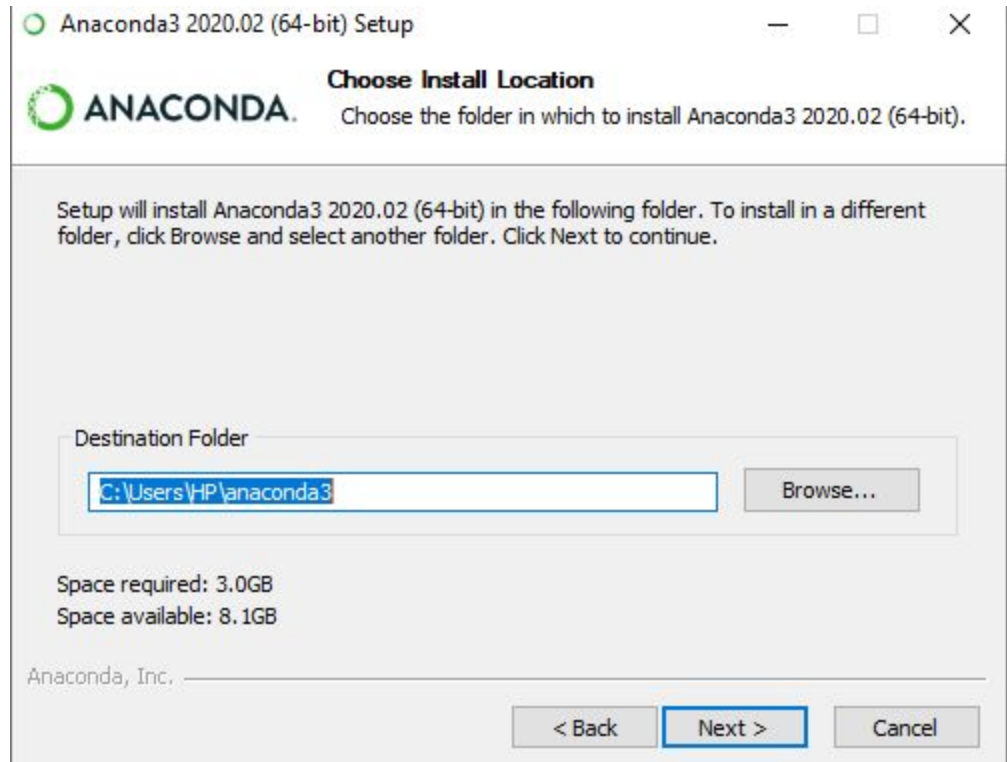 Anaconda3 2020.02 (64-bit) Setup
ANACONDA.
Choose Install Location
Choose the folder in which to install Anaconda3 2020.02 (64-bit).
Setup will install Anaconda3 2020.02 (64-bit) in the following folder. To install in a different
folder, click Browse and select another folder. Click Next to continue.
Destination Folder
C:\Users\HP\anaconda3
Browse...
Space required: 3.0GB
Space available: 8.1GB
Anaconda, Inc.
< Back
Next >
Cancel